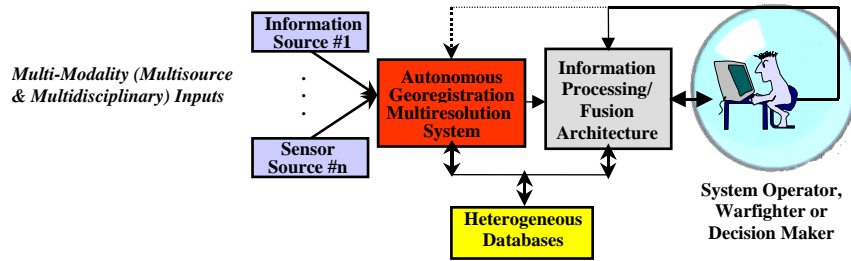 Information
Source #1
Multi-Modality (Multisource
& Multidisciplinary) Inputs
.
.
.
Sensor
Source #n
Autonomous
Georegistration
Multiresolution
System
Information
Processing/
Fusion
Architecture
Heterogeneous
Databases
System Operator,
Warfighter or
Decision Maker